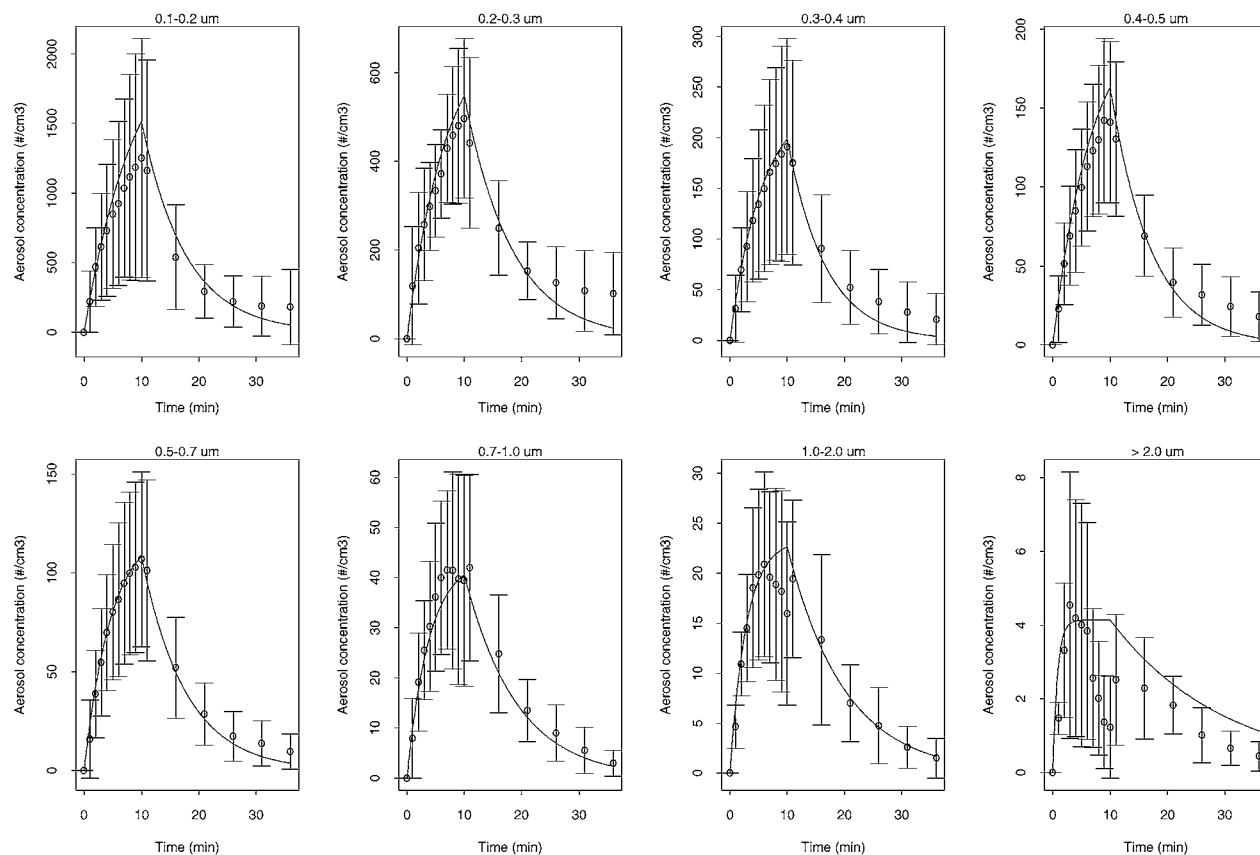 0.1-0.2 um
0.2-0.3 um
0.3-0.4 um
0.4-0.5 um
Aerosol concentration (#/cm3)
2000
1500
1000
500
0
0 10 20 30
Time (min)
Aerosol concentration (#/cm3)
600
400
200
0
0 10 20 30
Time (min)
Aerosol concentration (#/cm3)
300
250
200
150
100
50
0
0 10 20 30
Time (min)
Aerosol concentration (#/cm3)
200
150
100
50
0
0 10 20 30
Time (min)
0.5-0.7 um
0.7-1.0 um
1.0-2.0 um
> 2.0 um
Aerosol concentration (#/cm3)
150
100
50
0
0 10 20 30
Time (min)
Aerosol concentration (#/cm3)
60
50
40
30
20
10
0
0 10 20 30
Time (min)
Aerosol concentration (#/cm3)
30
25
20
15
10
5
0
0 10 20 30
Time (min)
Aerosol concentration (#/cm3)
8
6
4
2
0
0 10 20 30
Time (min)